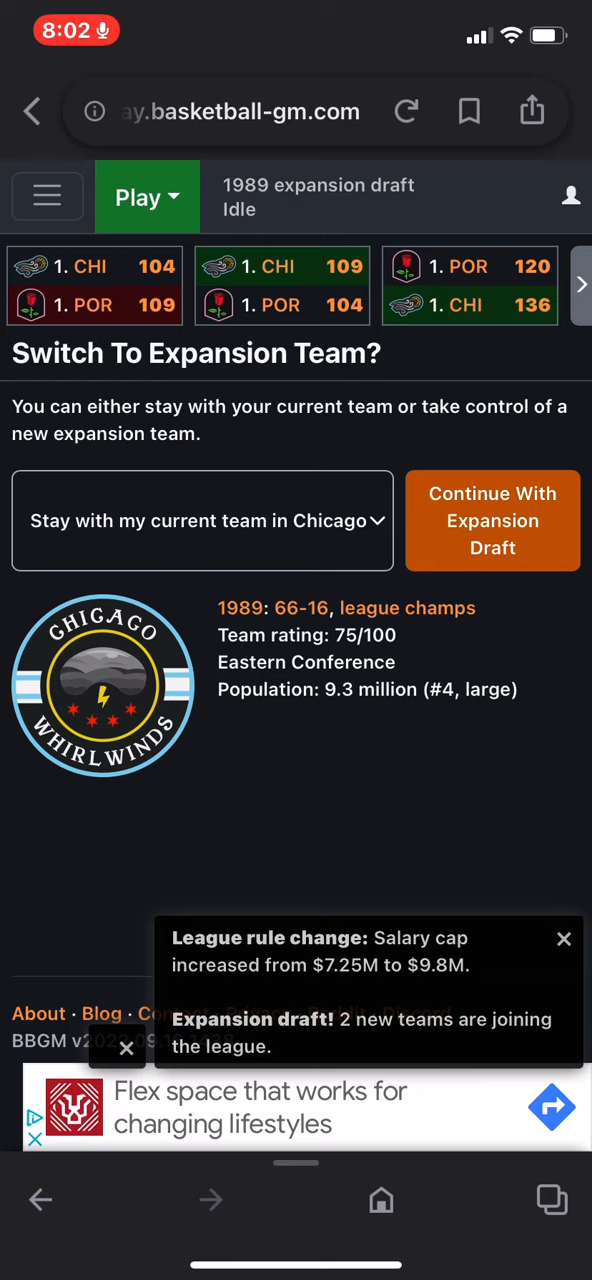 8:02
ay.basketball-gm.com
Play
1989 expansion draft
Idle
1. CHI 104
1. POR 109
1. CHI 109
1. POR 104
1. POR 120
1. CHI 136
Switch To Expansion Team?
You can either stay with your current team or take control of a
new expansion team.
Stay with my current team in Chicago
Continue With
Expansion
Draft
CHIGAGO
WHIRLWINDS
1989: 66-16, league champs
Team rating: 75/100
Eastern Conference
Population: 9.3 million (#4, large)
League rule change: Salary cap
increased from $7.25M to $9.8M.
Expansion draft! 2 new teams are joining
the league.
About · Blog ·
BBGM
Flex space that works for
changing lifestyles